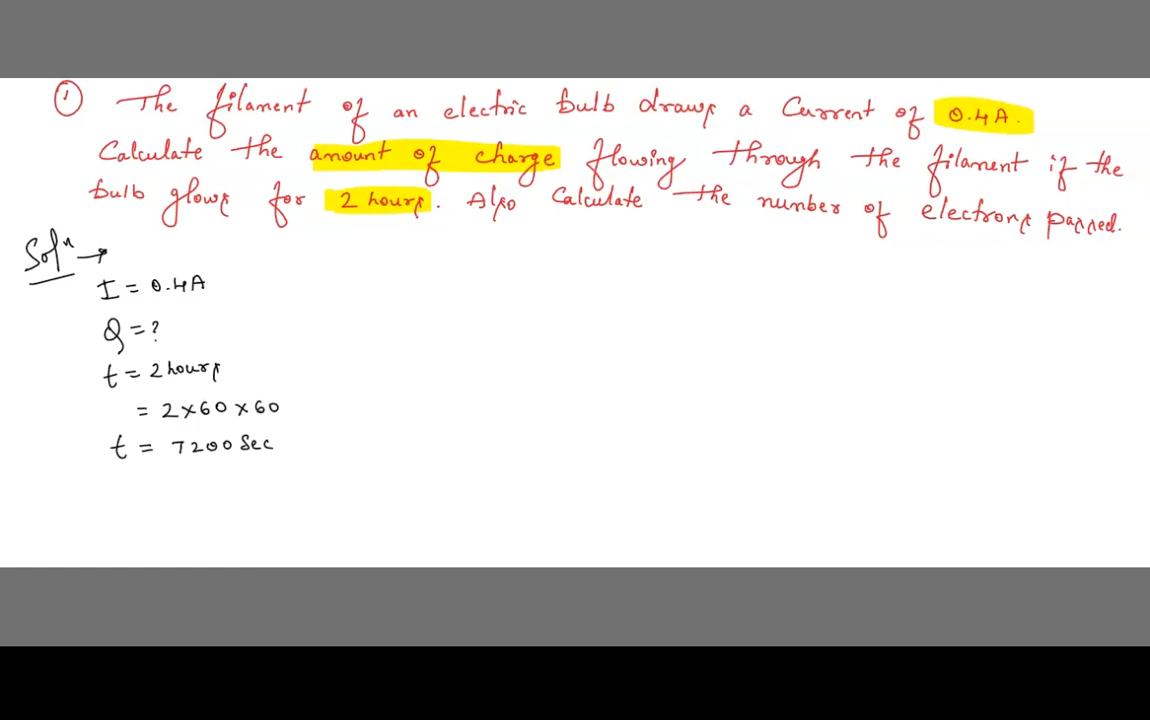 ① The filament of an electric bulb draws a Current of 0.4A.
Calculate the amount of charge flowing through the filament if the
bulb glows for 2 hours. Also Calculate the number of electrons passed.
Solⁿ →
I = 0.4A
Q = ?
t = 2 hours
= 2×60×60
t = 7200 Sec